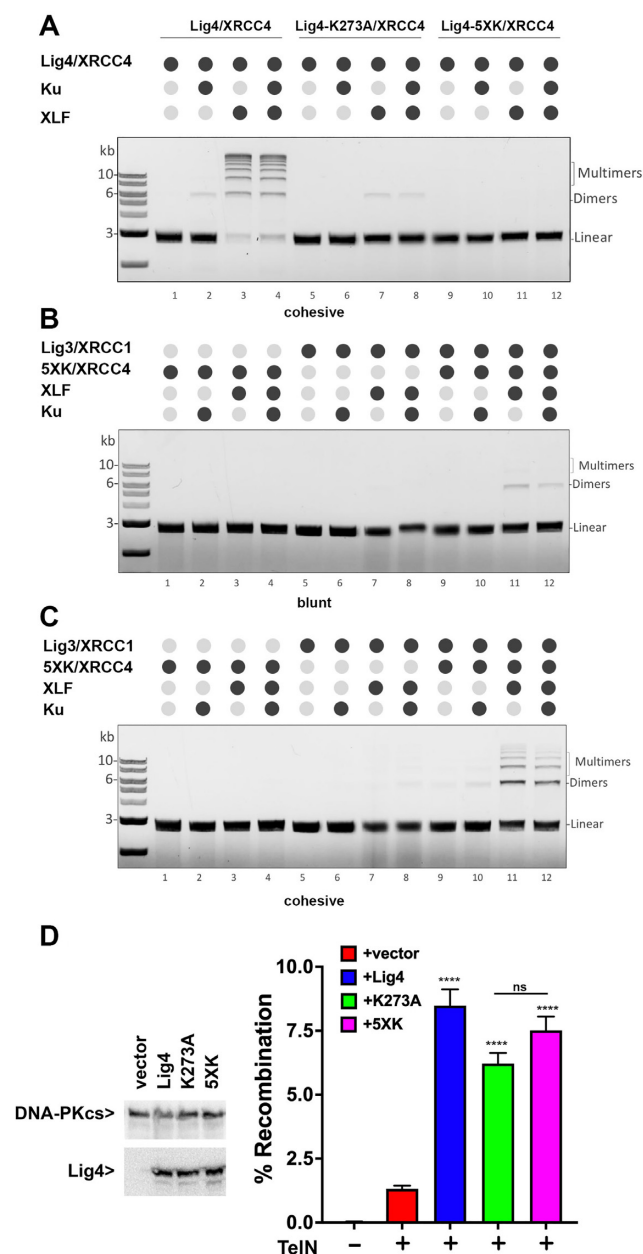 A
Lig4/XRCC4 Lig4-K273A/XRCC4 Lig4-5XK/XRCC4
Lig4/XRCC4
Ku
XLF
kb
10
6
3
Multimers
Dimers
Linear
1 2 3 4 5 6 7 8 9 10 11 12
cohesive
B
Lig3/XRCC1
5XK/XRCC4
XLF
Ku
kb
10
6
3
Multimers
Dimers
Linear
1 2 3 4 5 6 7 8 9 10 11 12
blunt
C
Lig3/XRCC1
5XK/XRCC4
XLF
Ku
kb
10
6
3
Multimers
Dimers
Linear
1 2 3 4 5 6 7 8 9 10 11 12
cohesive
D
vector Lig4 K273A 5XK
DNA-PKcs>
Lig4>
+vector
+Lig4
+K273A
+5XK
% Recombination
10.0
7.5
5.0
2.5
0.0
****
****
ns
****
TelN − + + + +